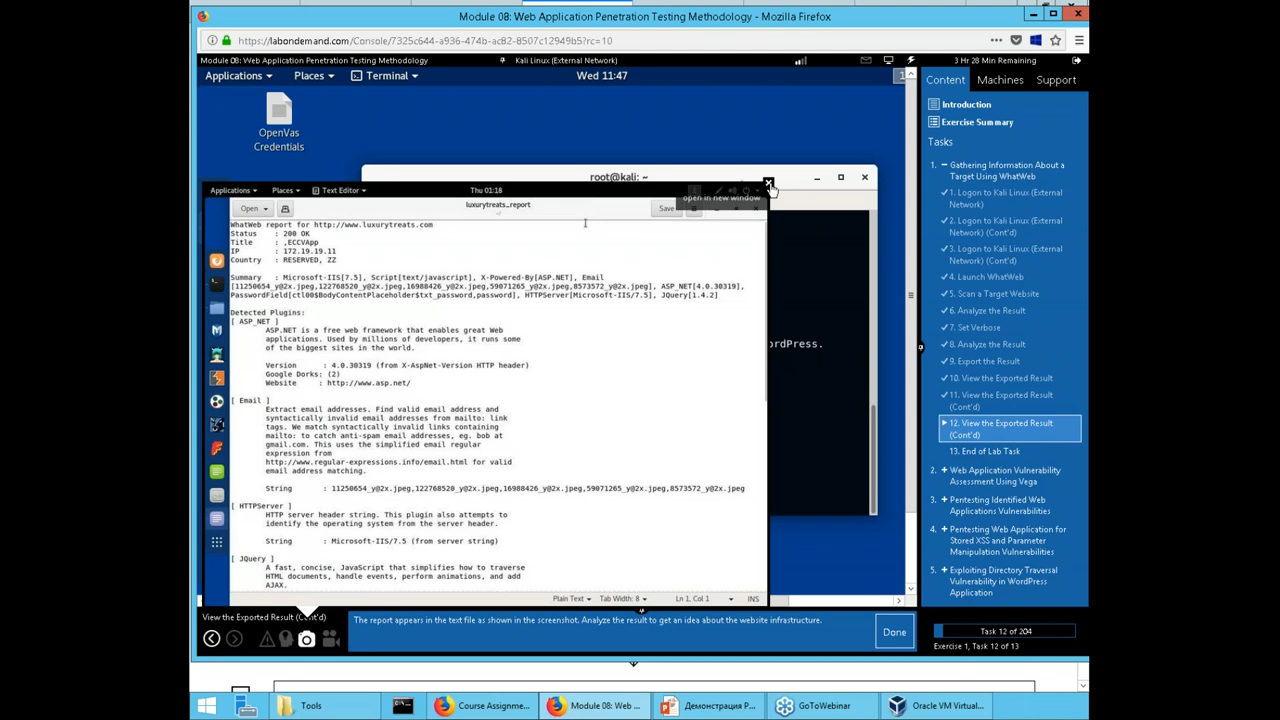 Module 08: Web Application Penetration Testing Methodology - Mozilla Firefox
https://labondemand.com/Console/7325c644-a936-474b-ac82-8507c12949b5?rc=10
Module 08: Web Application Penetration Testing Methodology
Kali Linux (External Network)
3 Hr 28 Min Remaining
Applications
Places
Terminal
Wed 11:47
1
OpenVas
Credentials
root@kali: ~
ordPress.
Applications
Places
Text Editor
Thu 01:18
open in new window
Open
luxurytreats_report
Save
WhatWeb report for http://www.luxurytreats.com
Status : 200 OK
Title : ,ECCVApp
IP : 172.19.19.11
Country : RESERVED, ZZ
Summary : Microsoft-IIS[7.5], Script[text/javascript], X-Powered-By[ASP.NET], Email
[11250654_y@2x.jpeg,122768520_y@2x.jpeg,16988426_y@2x.jpeg,59071265_y@2x.jpeg,8573572_y@2x.jpeg], ASP_NET[4.0.30319],
PasswordField[ctl00$BodyContentPlaceholder$txt_password,password], HTTPServer[Microsoft-IIS/7.5], JQuery[1.4.2]
Detected Plugins:
[ ASP_NET ]
ASP.NET is a free web framework that enables great Web
applications. Used by millions of developers, it runs some
of the biggest sites in the world.
Version : 4.0.30319 (from X-AspNet-Version HTTP header)
Google Dorks: (2)
Website : http://www.asp.net/
[ Email ]
Extract email addresses. Find valid email address and
syntactically invalid email addresses from mailto: link
tags. We match syntactically invalid links containing
mailto: to catch anti-spam email addresses, eg. bob at
gmail.com. This uses the simplified email regular
expression from
http://www.regular-expressions.info/email.html for valid
email address matching.
String : 11250654_y@2x.jpeg,122768520_y@2x.jpeg,16988426_y@2x.jpeg,59071265_y@2x.jpeg,8573572_y@2x.jpeg
[ HTTPServer ]
HTTP server header string. This plugin also attempts to
identify the operating system from the server header.
String : Microsoft-IIS/7.5 (from server string)
[ JQuery ]
A fast, concise, JavaScript that simplifies how to traverse
HTML documents, handle events, perform animations, and add
AJAX.
Plain Text
Tab Width: 8
Ln 1, Col 1
INS
Content
Machines
Support
Introduction
Exercise Summary
Tasks
1. Gathering Information About a
Target Using WhatWeb
1. Logon to Kali Linux (External
Network)
2. Logon to Kali Linux (External
Network) (Cont'd)
3. Logon to Kali Linux (External
Network) (Cont'd)
4. Launch WhatWeb
5. Scan a Target Website
6. Analyze the Result
7. Set Verbose
8. Analyze the Result
9. Export the Result
10. View the Exported Result
11. View the Exported Result
(Cont'd)
12. View the Exported Result
(Cont'd)
13. End of Lab Task
2. Web Application Vulnerability
Assessment Using Vega
3. Pentesting Identified Web
Applications Vulnerabilities
4. Pentesting Web Application for
Stored XSS and Parameter
Manipulation Vulnerabilities
5. Exploiting Directory Traversal
Vulnerability in WordPress
Application
View the Exported Result (Cont'd)
The report appears in the text file as shown in the screenshot. Analyze the result to get an idea about the website infrastructure.
Done
Task 12 of 204
Exercise 1, Task 12 of 13
Tools
Course Assignme...
Module 08: Web ...
Демонстрация P...
GoToWebinar
Oracle VM Virtual...